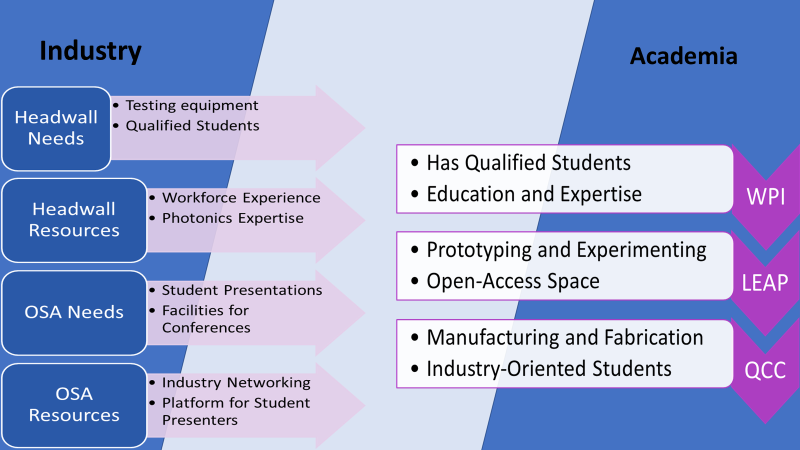 Industry
Headwall
Needs
• Testing equipment
• Qualified Students
Headwall
Resources
• Workforce Experience
• Photonics Expertise
OSA Needs
• Student Presentations
• Facilities for
Conferences
OSA
Resources
• Industry Networking
• Platform for Student
Presenters
Academia
• Has Qualified Students
• Education and Expertise
WPI
• Prototyping and Experimenting
• Open-Access Space
LEAP
• Manufacturing and Fabrication
• Industry-Oriented Students
QCC